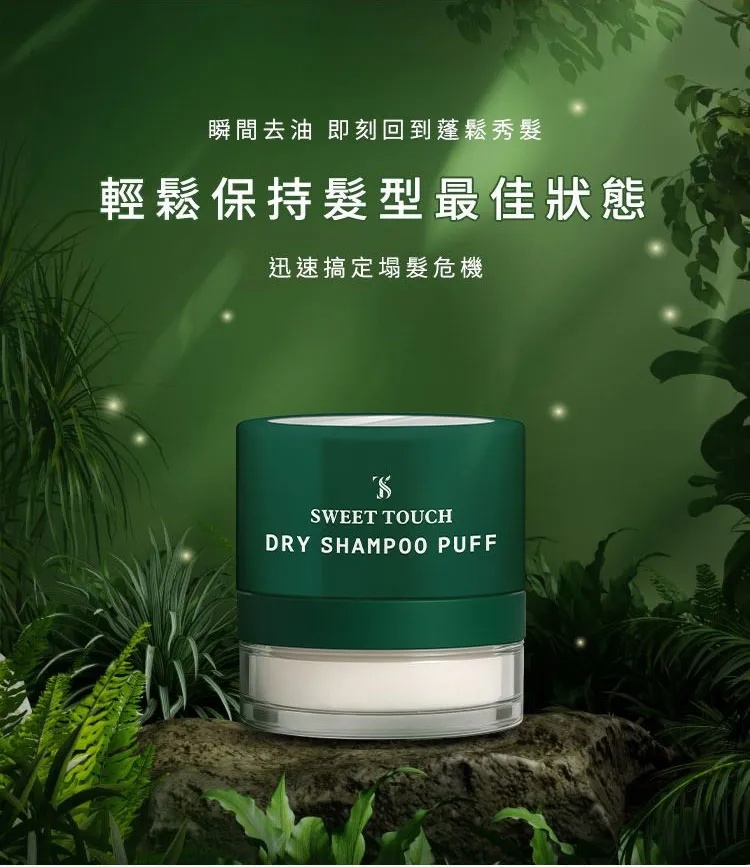 瞬間去油 即刻回到蓬鬆秀髮
輕鬆保持髮型最佳狀態
迅速搞定塌髮危機
SWEET TOUCH
DRY SHAMPOO PUFF